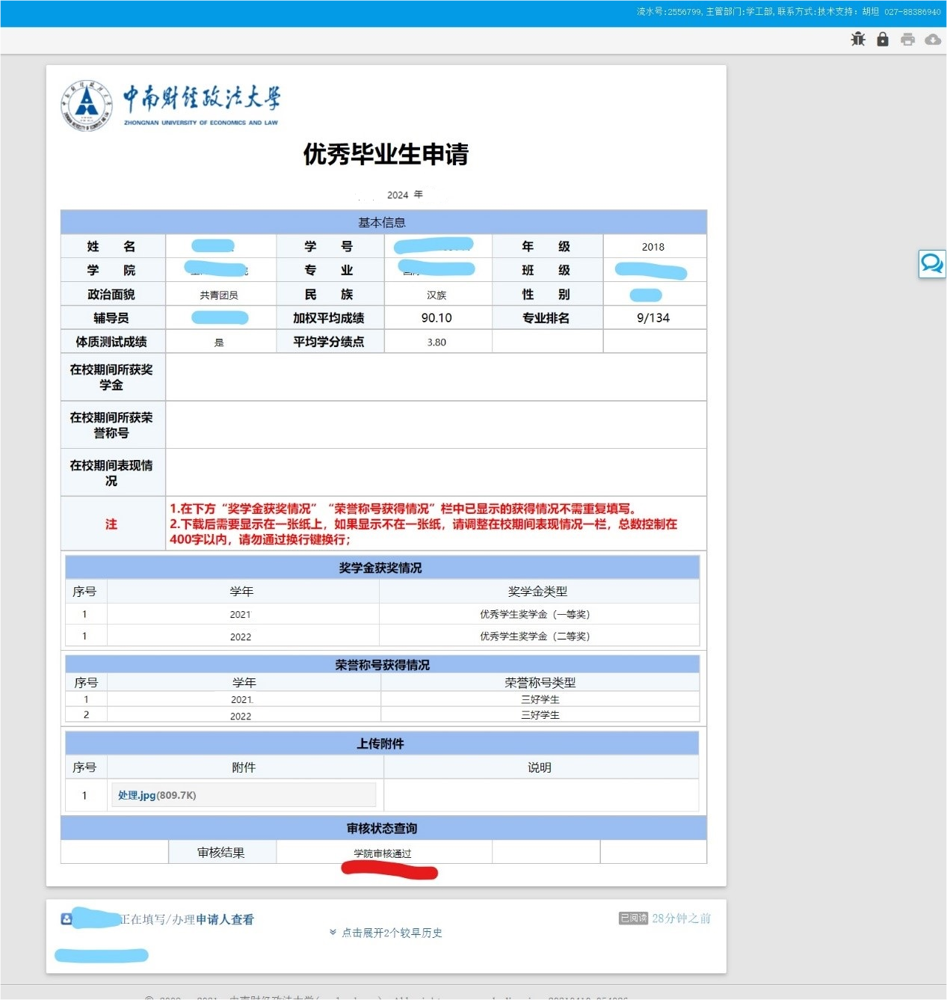 流水号:2556799,主管部门:学工部,联系方式:技术支持：胡坦 027-88386940
中南财经政法大学
ZHONGNAN UNIVERSITY OF ECONOMICS AND LAW
优秀毕业生申请
2024 年
基本信息
姓 名 学 号 年 级 2018
学 院 专 业 班 级
政治面貌 共青团员 民 族 汉族 性 别
辅导员 加权平均成绩 90.10 专业排名 9/134
体质测试成绩 是 平均学分绩点 3.80
在校期间所获奖
学金
在校期间所获荣
誉称号
在校期间表现情
况
注
1.在下方“奖学金获奖情况”“荣誉称号获得情况”栏中已显示的获得情况不需重复填写。
2.下载后需要显示在一张纸上，如果显示不在一张纸，请调整在校期间表现情况一栏，总数控制在
400字以内，请勿通过换行键换行；
奖学金获奖情况
序号 学年 奖学金类型
1 2021 优秀学生奖学金（一等奖）
1 2022 优秀学生奖学金（二等奖）
荣誉称号获得情况
序号 学年 荣誉称号类型
1 2021 三好学生
2 2022 三好学生
上传附件
序号 附件 说明
1 处理.jpg(809.7K)
审核状态查询
审核结果 学院审核通过
正在填写/办理申请人查看 已阅读 28分钟之前
点击展开2个较早历史